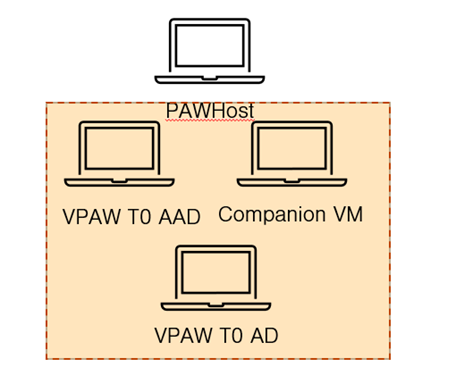 PAWHost
VPAW T0 AAD
Companion VM
VPAW T0 AD